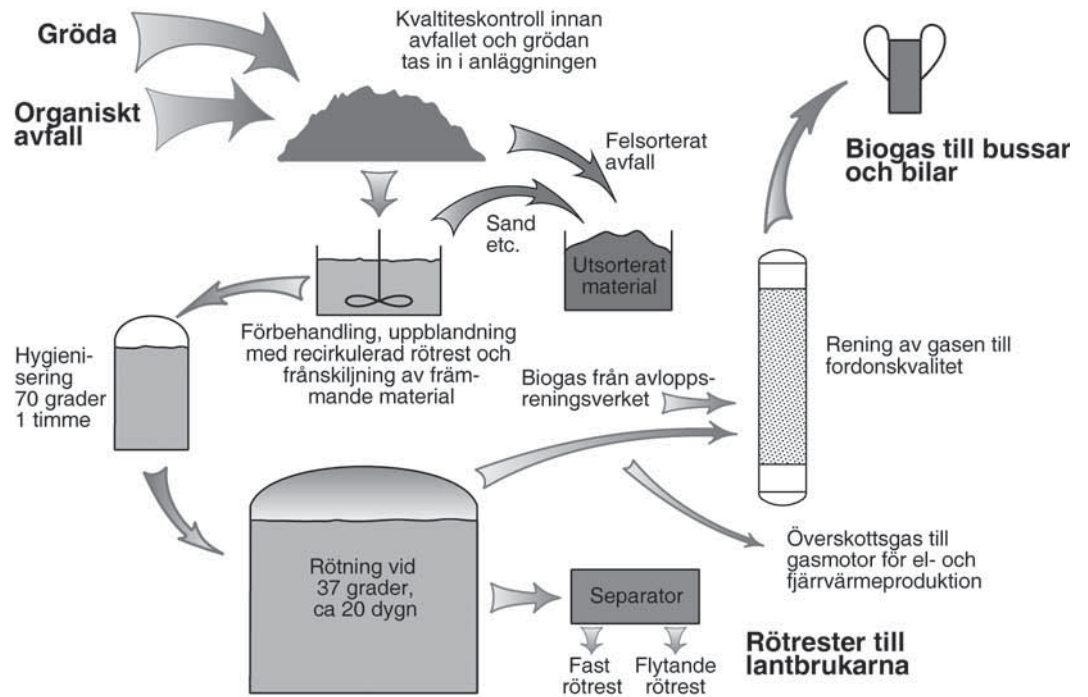 Gröda
Kvaltiteskontroll innan
avfallet och grödan
tas in i anläggningen
Organiskt
avfall
Felsorterat
avfall
Biogas till bussar
och bilar
Sand
etc.
Utsorterat
material
Förbehandling, uppblandning
med recirkulerad rötrest och
frånskiljning av främ-
mande material
Hygieni-
sering
70 grader
1 timme
Rening av gasen till
fordonskvalitet
Biogas från avlopps-
reningsverket
Rötning vid
37 grader,
ca 20 dygn
Överskottsgas till
gasmotor för el- och
fjärrvärmeproduktion
Separator
Fast
rötrest
Flytande
rötrest
Rötrester till
lantbrukarna